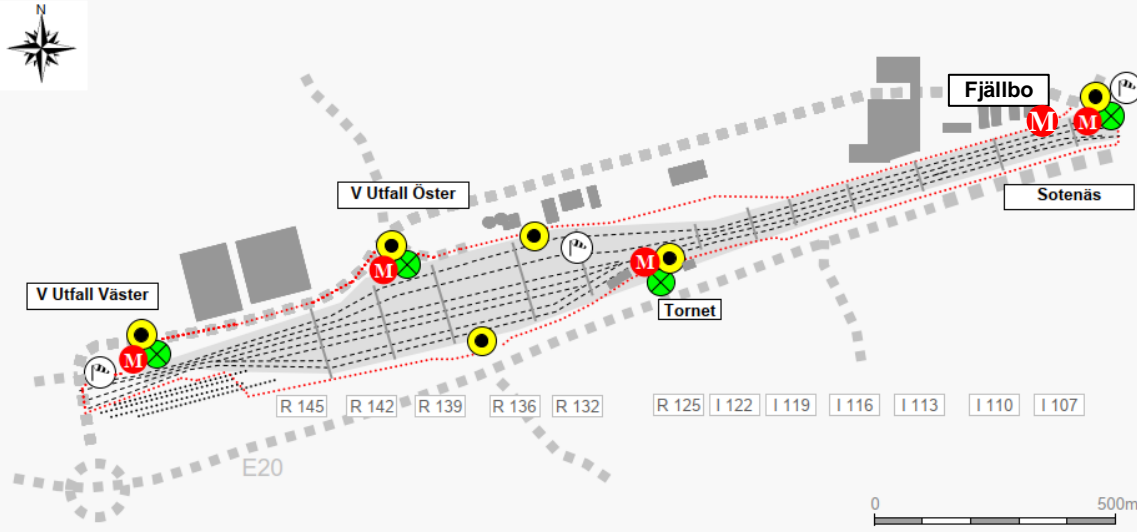 N
Fjällbo
M
M
V Utfall Öster
Sotenäs
M
M
V Utfall Väster
Tornet
M
R 145 R 142 R 139 R 136 R 132 R 125 I 122 I 119 I 116 I 113 I 110 I 107
E20
0 500m